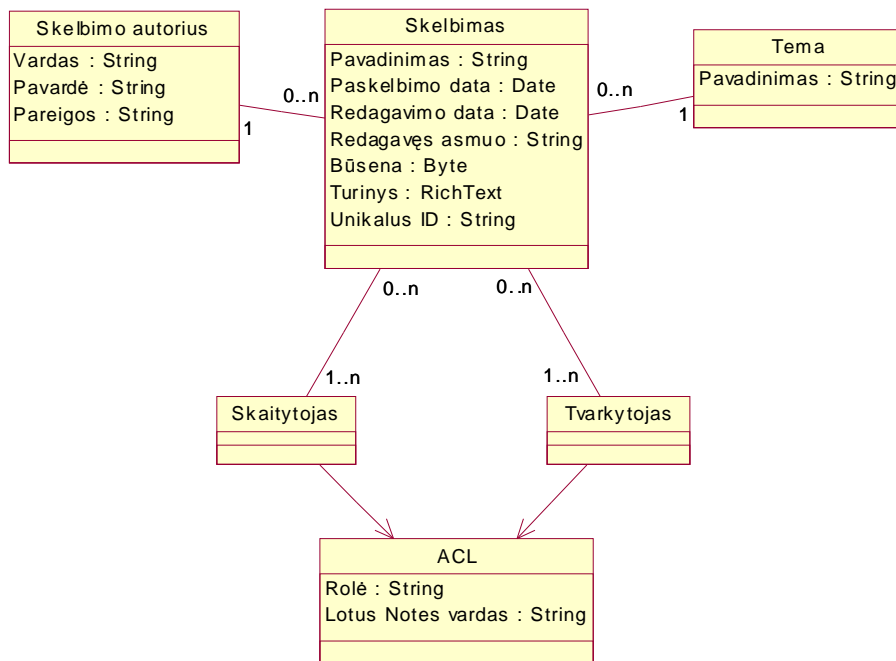 Skelbimo autorius
Vardas : String
Pavardė : String
Pareigos : String
0..n
1
Skelbimas
Pavadinimas : String
Paskelbimo data : Date
Redagavimo data : Date
Redagavęs asmuo : String
Būsena : Byte
Turinys : RichText
Unikalus ID : String
0..n
1
Tema
Pavadinimas : String
0..n
0..n
1..n
1..n
Skaitytojas
Tvarkytojas
ACL
Rolė : String
Lotus Notes vardas : String